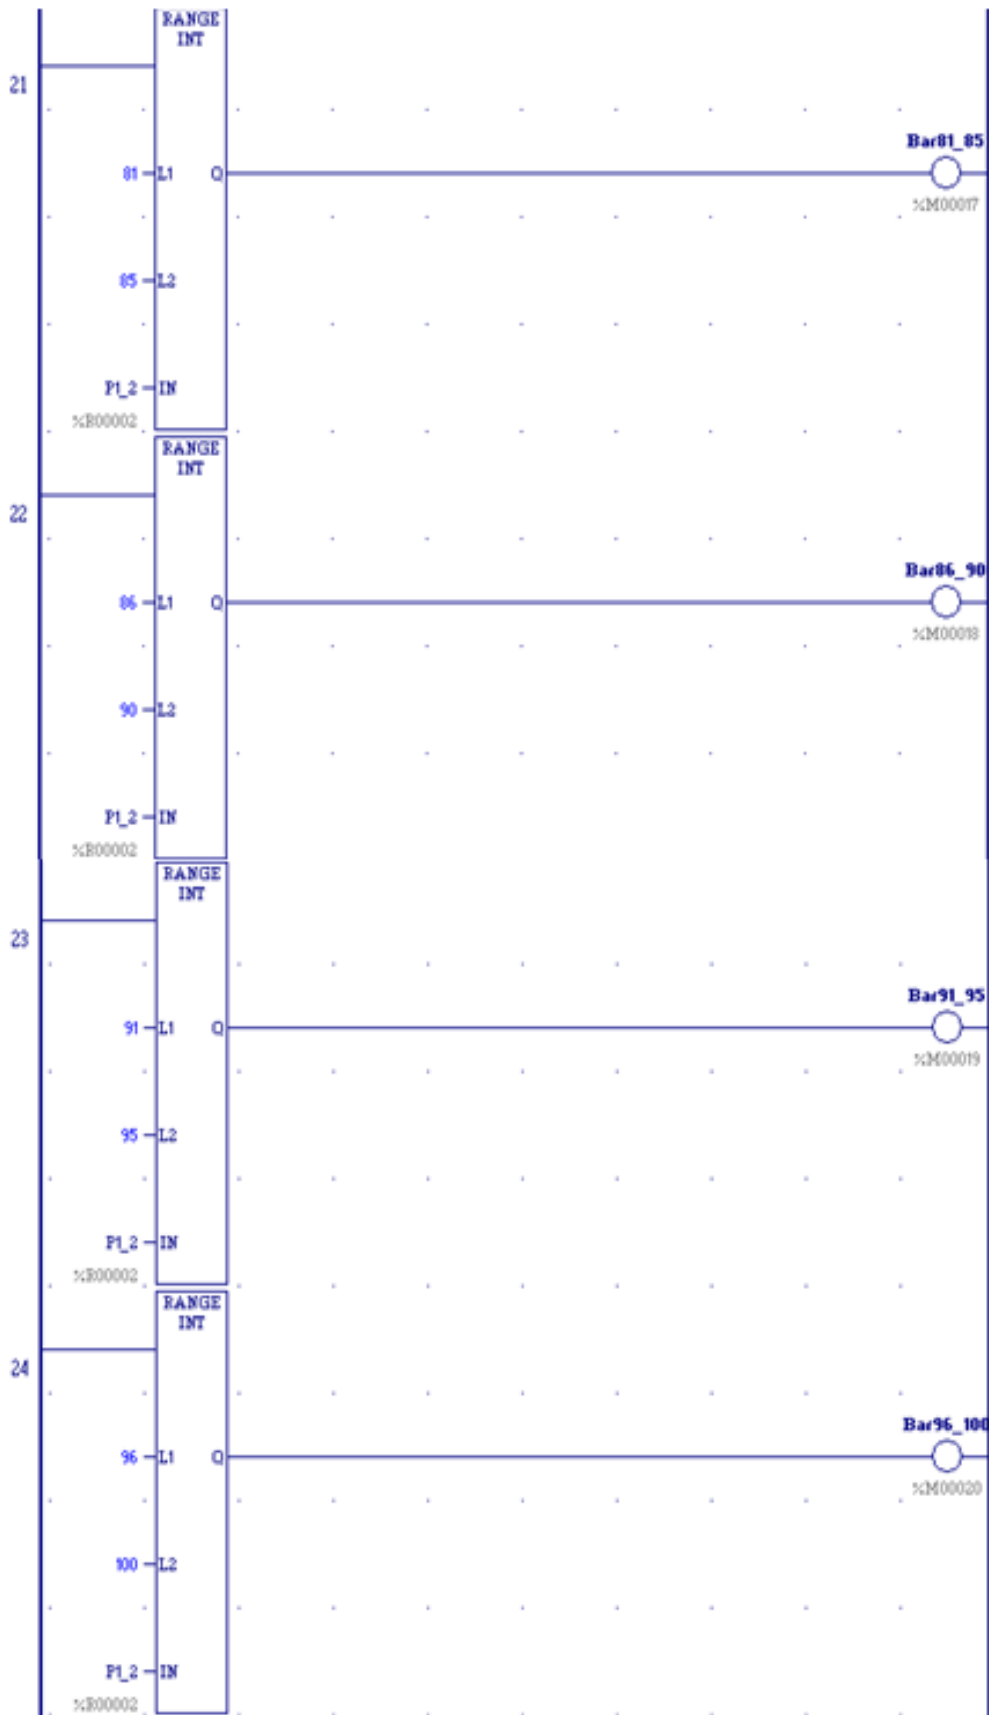 RANGE
INT
21
Bar81_85
81 L1 Q
%M00017
85 L2
P1_2 IN
%R00002
RANGE
INT
22
Bar86_90
86 L1 Q
%M00018
90 L2
P1_2 IN
%R00002
RANGE
INT
23
Bar91_95
91 L1 Q
%M00019
95 L2
P1_2 IN
%R00002
RANGE
INT
24
Bar96_100
96 L1 Q
%M00020
100 L2
P1_2 IN
%R00002